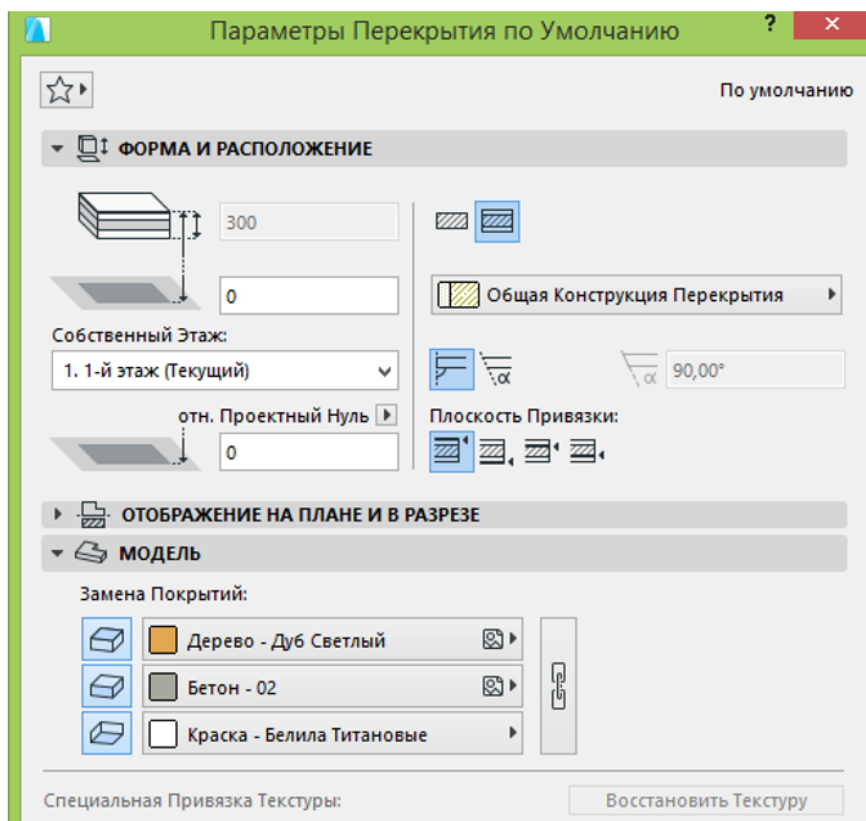 Параметры Перекрытия по Умолчанию ?
По умолчанию
ФОРМА И РАСПОЛОЖЕНИЕ
300
0
Общая Конструкция Перекрытия
Собственный Этаж:
1. 1-й этаж (Текущий)
α
α 90,00°
отн. Проектный Нуль
Плоскость Привязки:
0
ОТОБРАЖЕНИЕ НА ПЛАНЕ И В РАЗРЕЗЕ
МОДЕЛЬ
Замена Покрытий:
Дерево - Дуб Светлый
Бетон - 02
Краска - Белила Титановые
Специальная Привязка Текстуры:
Восстановить Текстуру